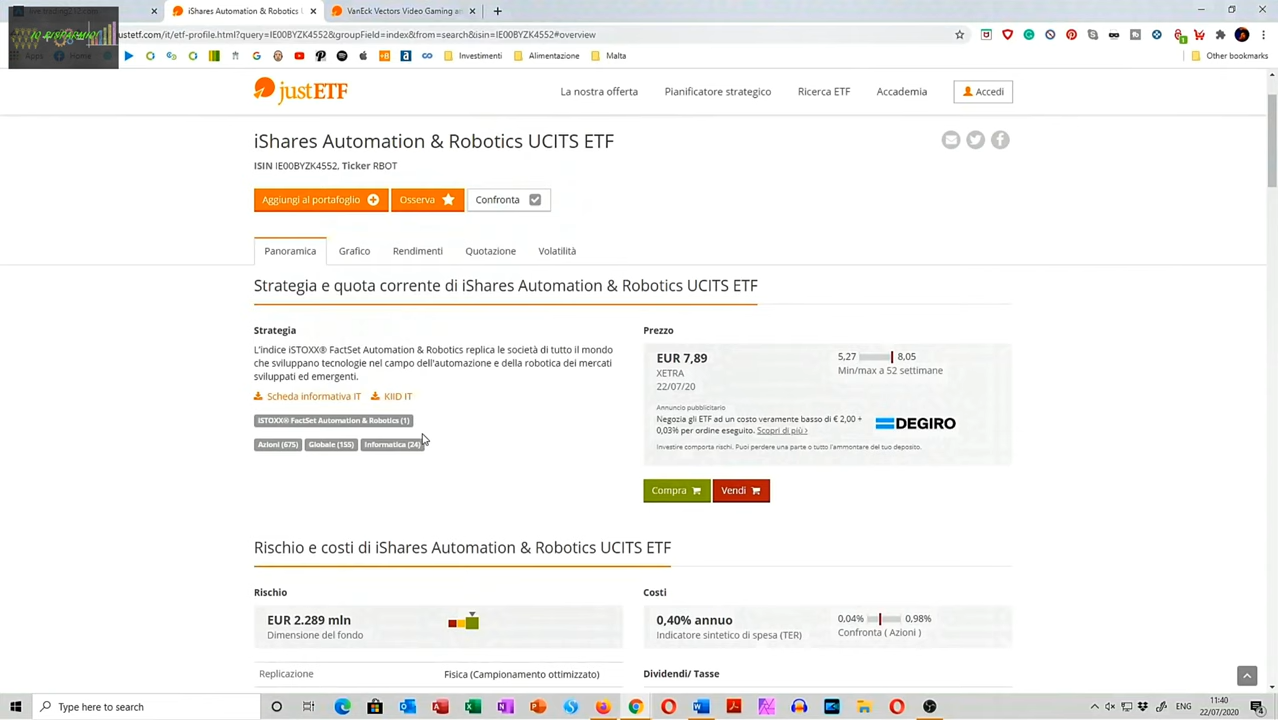 iShares Automation & Robotics U
VanEck Vectors Video Gaming an
IO RISPARMIO
justetf.com/it/etf-profile.html?query=IE00BYZK4552&groupField=index&from=search&isin=IE00BYZK4552#overview
Apps
Home
Investimenti
Alimentazione
Malta
Other bookmarks
justETF
La nostra offerta
Pianificatore strategico
Ricerca ETF
Accademia
Accedi
iShares Automation & Robotics UCITS ETF
ISIN IE00BYZK4552, Ticker RBOT
Aggiungi al portafoglio
Osserva
Confronta
Panoramica
Grafico
Rendimenti
Quotazione
Volatilità
Strategia e quota corrente di iShares Automation & Robotics UCITS ETF
Strategia
L'indice iSTOXX® FactSet Automation & Robotics replica le società di tutto il mondo
che sviluppano tecnologie nel campo dell'automazione e della robotica dei mercati
sviluppati ed emergenti.
Scheda informativa IT
KIID IT
iSTOXX® FactSet Automation & Robotics (1)
Azioni (675)
Globale (155)
Informatica (24)
Prezzo
EUR 7,89
XETRA
22/07/20
5,27
8,05
Min/max a 52 settimane
Annuncio pubblicitario
Negozia gli ETF ad un costo veramente basso di € 2,00 +
0,03% per ordine eseguito. Scopri di più >
DEGIRO
Investire comporta rischi. Puoi perdere una parte o tutto l'ammontare del tuo deposito.
Compra
Vendi
Rischio e costi di iShares Automation & Robotics UCITS ETF
Rischio
EUR 2.289 mln
Dimensione del fondo
Replicazione
Fisica (Campionamento ottimizzato)
Costi
0,40% annuo
Indicatore sintetico di spesa (TER)
0,04%
0,98%
Confronta ( Azioni )
Dividendi/ Tasse
Type here to search
ENG
11:40
22/07/2020